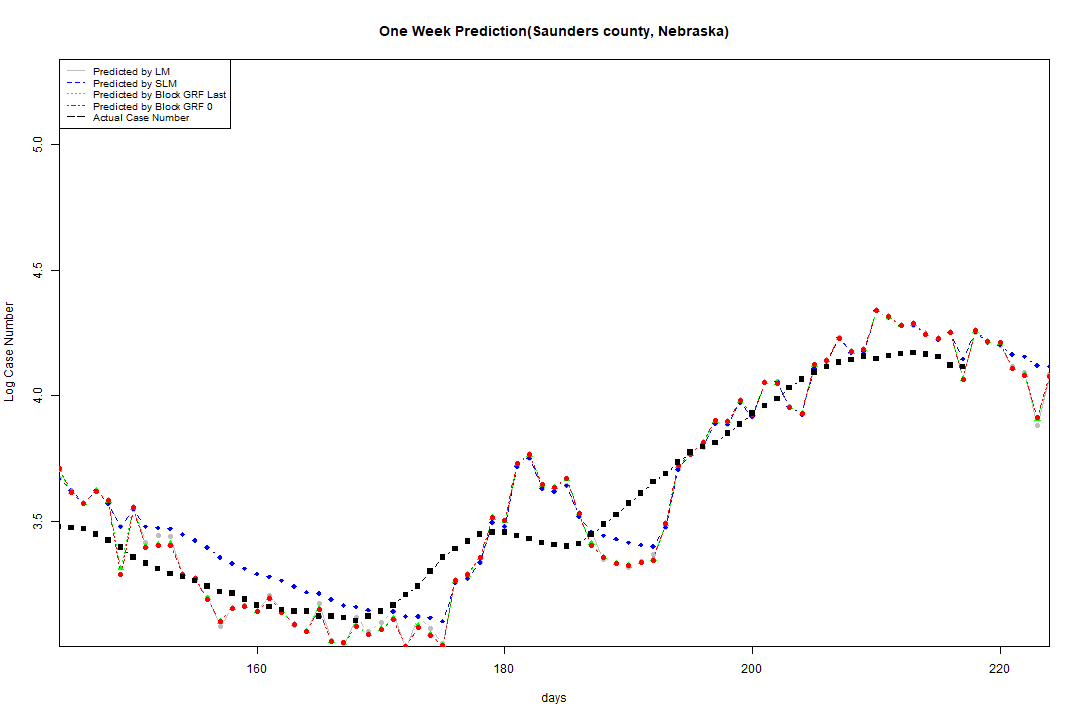 One Week Prediction(Saunders county, Nebraska)
Predicted by LM
Predicted by SLM
Predicted by Block GRF Last
Predicted by Block GRF 0
Actual Case Number
5.0
4.5
4.0
3.5
Log Case Number
160 180 200 220
days